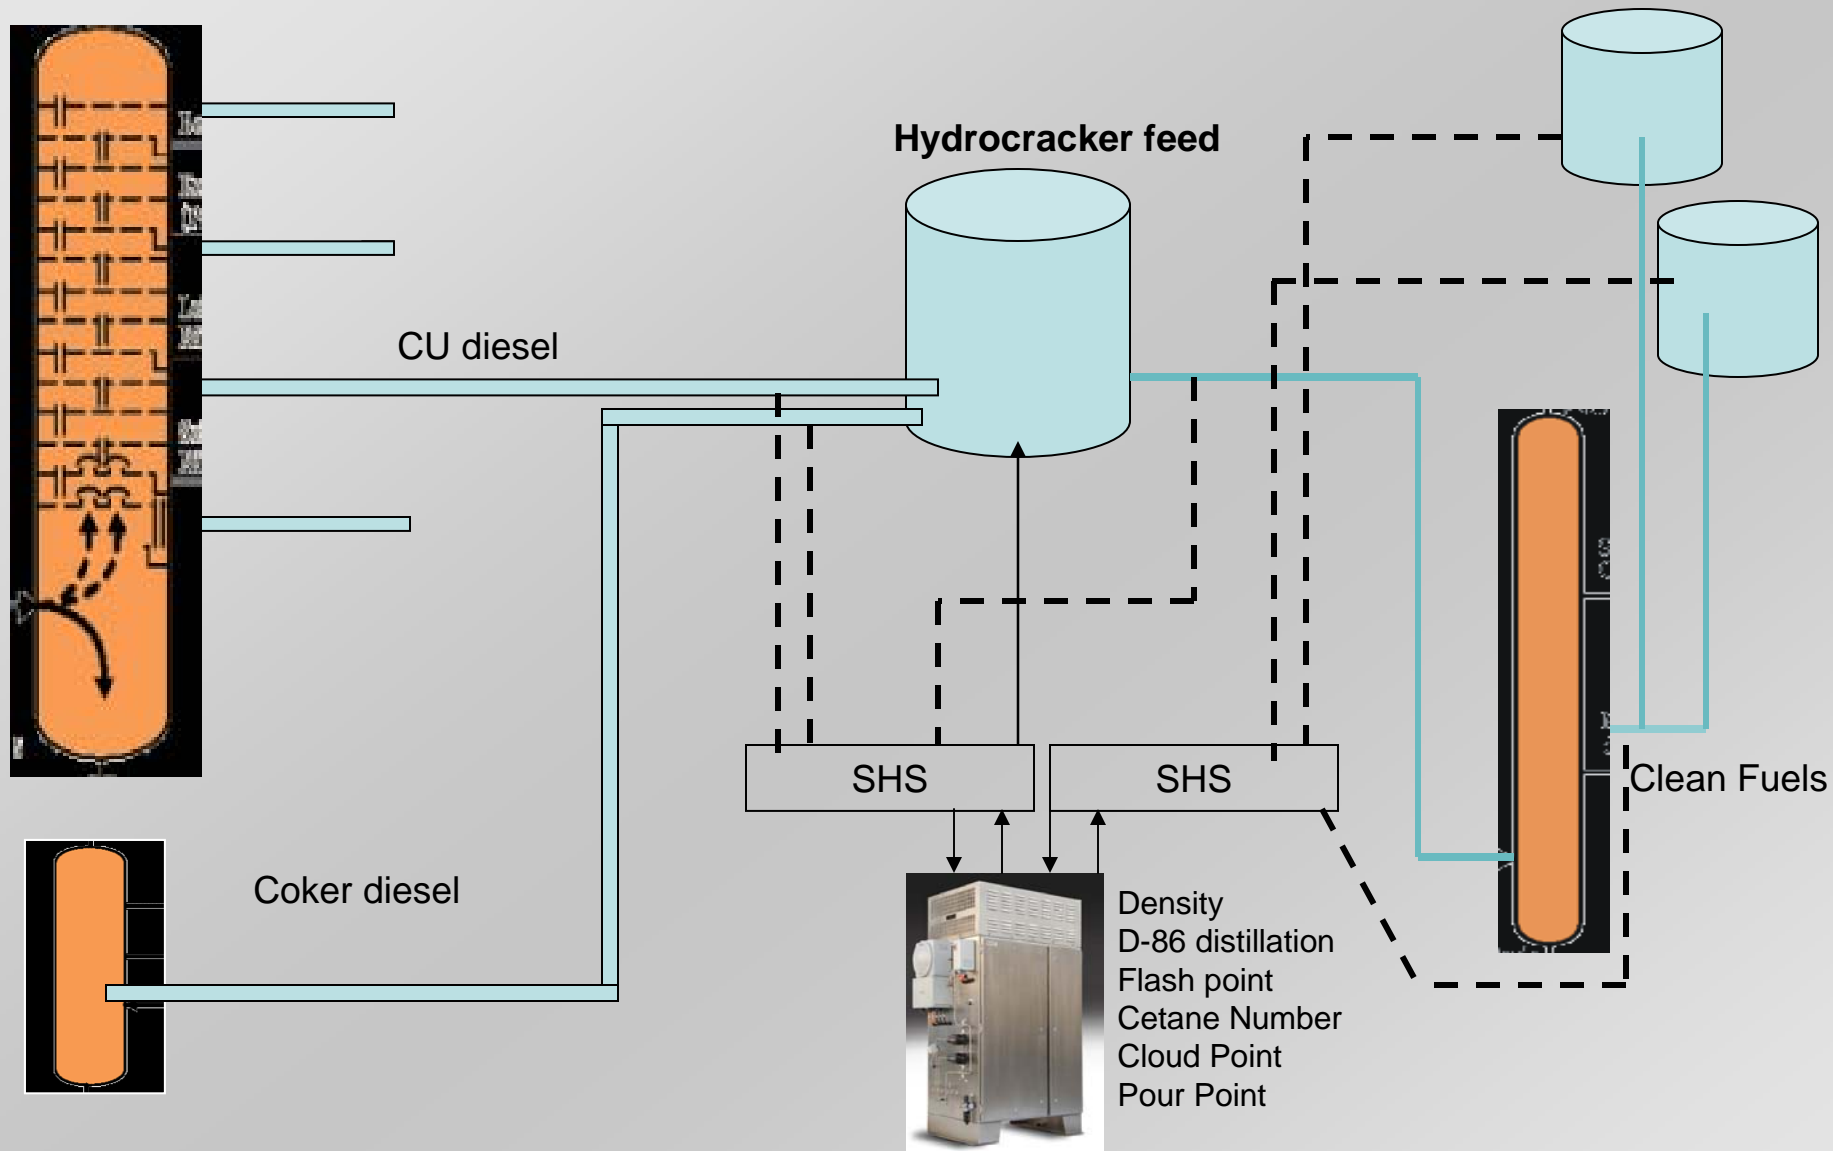 Hydrocracker feed
CU diesel
SHS
SHS
Clean Fuels
Coker diesel
Density
D-86 distillation
Flash point
Cetane Number
Cloud Point
Pour Point